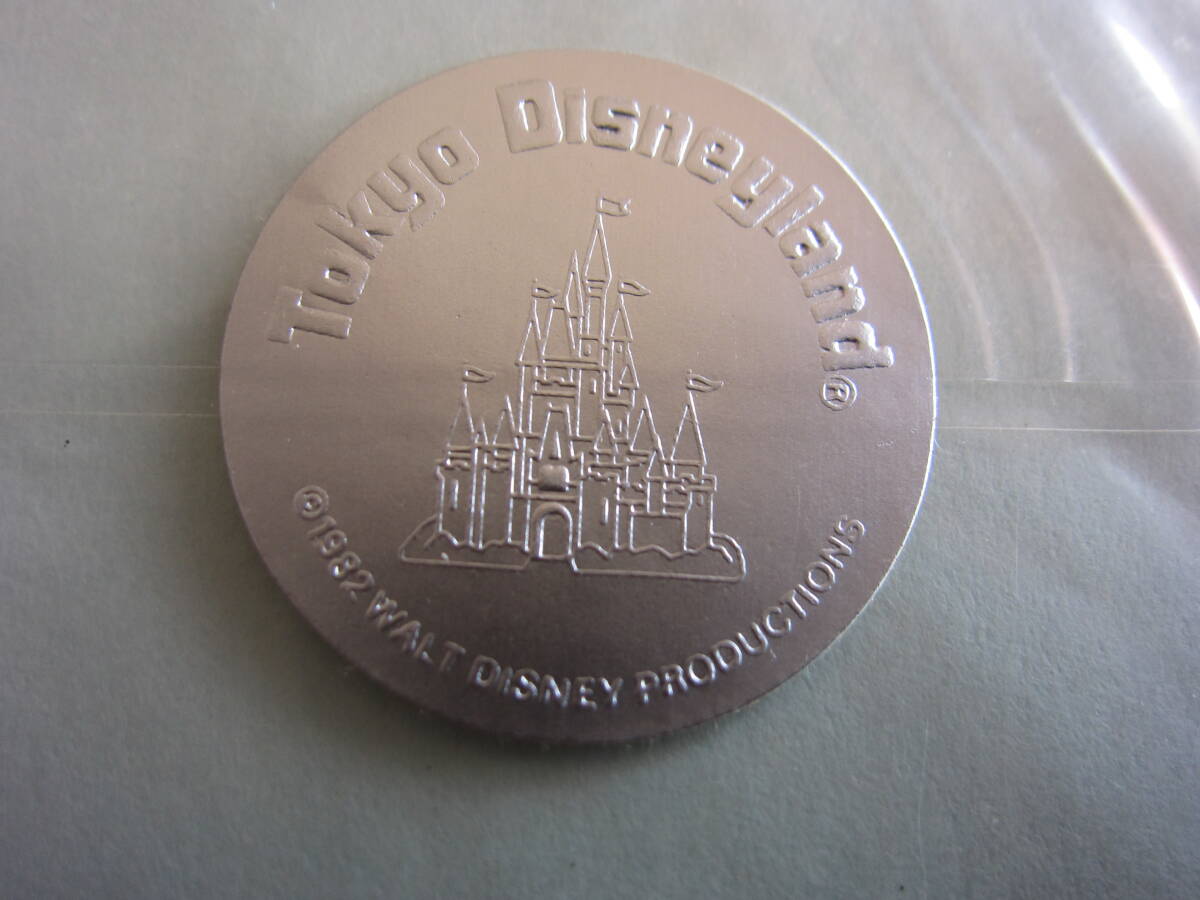 Tokyo Disneyland®
©1982 WALT DISNEY PRODUCTIONS